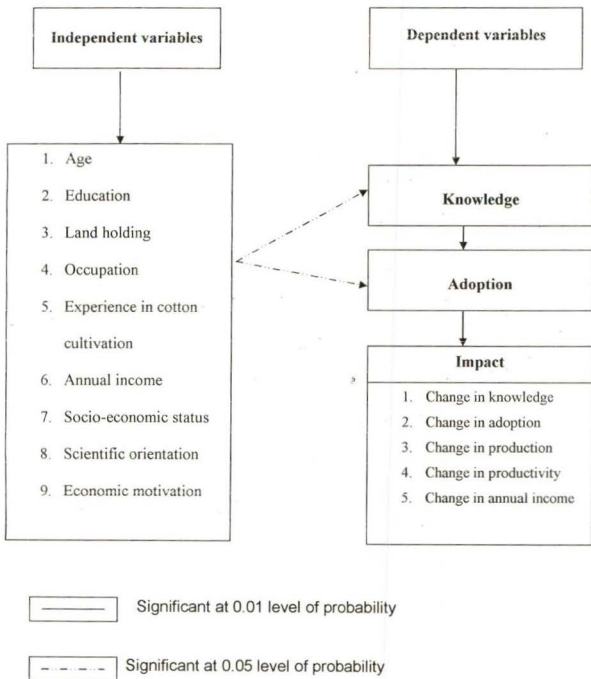 Independent variables
Dependent variables
1. Age
2. Education
3. Land holding
4. Occupation
5. Experience in cotton
cultivation
6. Annual income
7. Socio-economic status
8. Scientific orientation
9. Economic motivation
Knowledge
Adoption
Impact
1. Change in knowledge
2. Change in adoption
3. Change in production
4. Change in productivity
5. Change in annual income
Significant at 0.01 level of probability
Significant at 0.05 level of probability